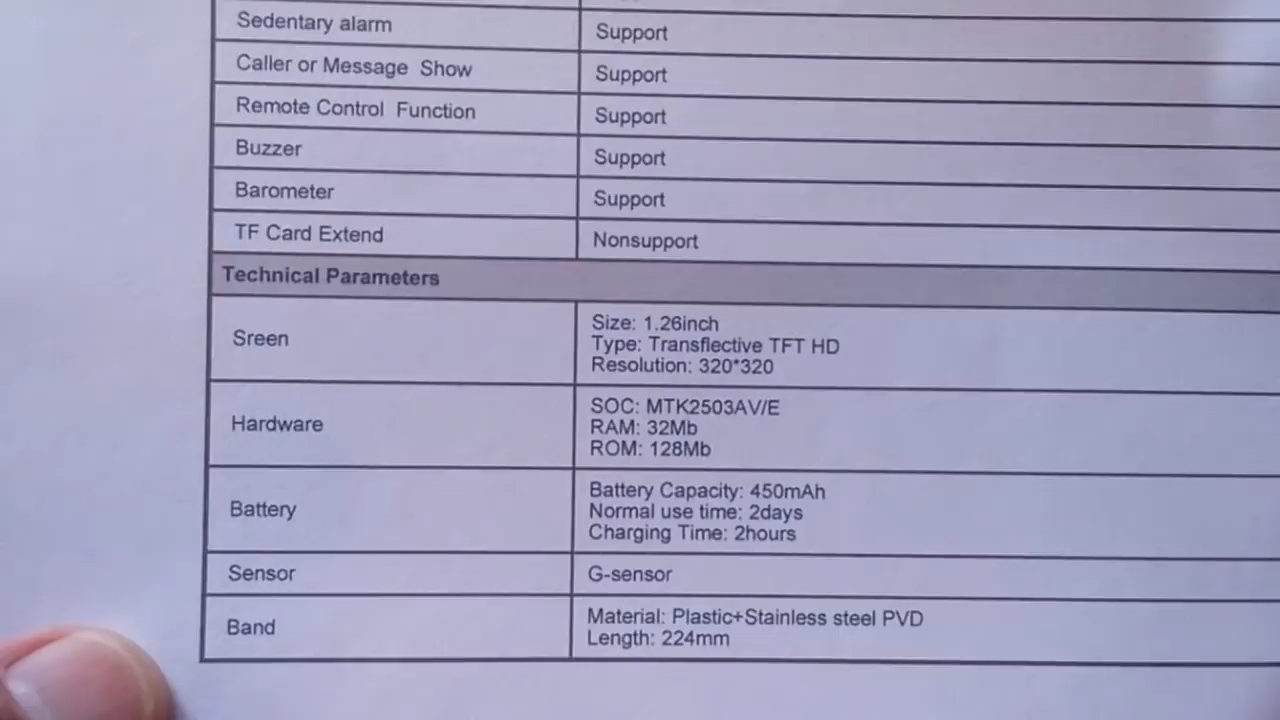 Sedentary alarm Support
Caller or Message Show Support
Remote Control Function Support
Buzzer Support
Barometer Support
TF Card Extend Nonsupport
Technical Parameters
Sreen
Size: 1.26inch
Type: Transflective TFT HD
Resolution: 320*320
Hardware
SOC: MTK2503AV/E
RAM: 32Mb
ROM: 128Mb
Battery
Battery Capacity: 450mAh
Normal use time: 2days
Charging Time: 2hours
Sensor G-sensor
Band
Material: Plastic+Stainless steel PVD
Length: 224mm